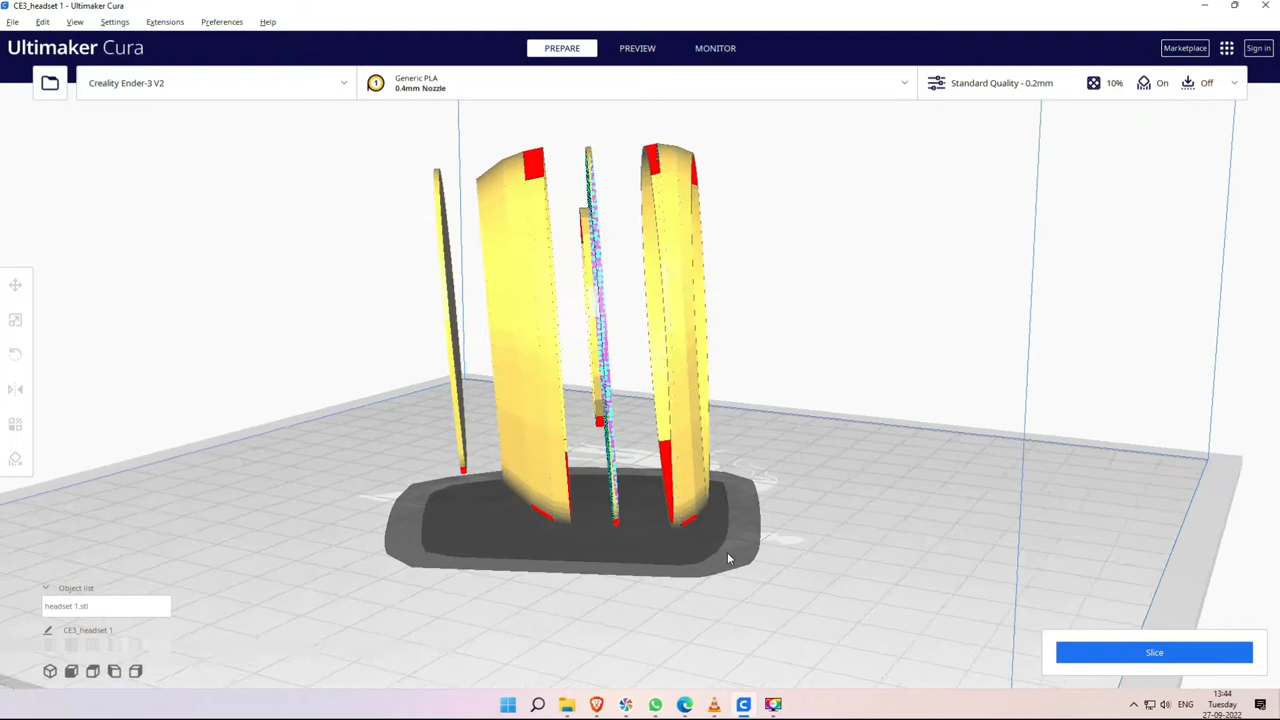 CE3_headset 1 - Ultimaker Cura
File Edit View Settings Extensions Preferences Help
Ultimaker Cura
PREPARE PREVIEW MONITOR
Marketplace
Sign in
Creality Ender-3 V2
1
Generic PLA
0.4mm Nozzle
Standard Quality - 0.2mm
10%
On
Off
Object list
headset 1.stl
CE3_headset 1
Slice
ENG
13:44
Tuesday
27-09-2022